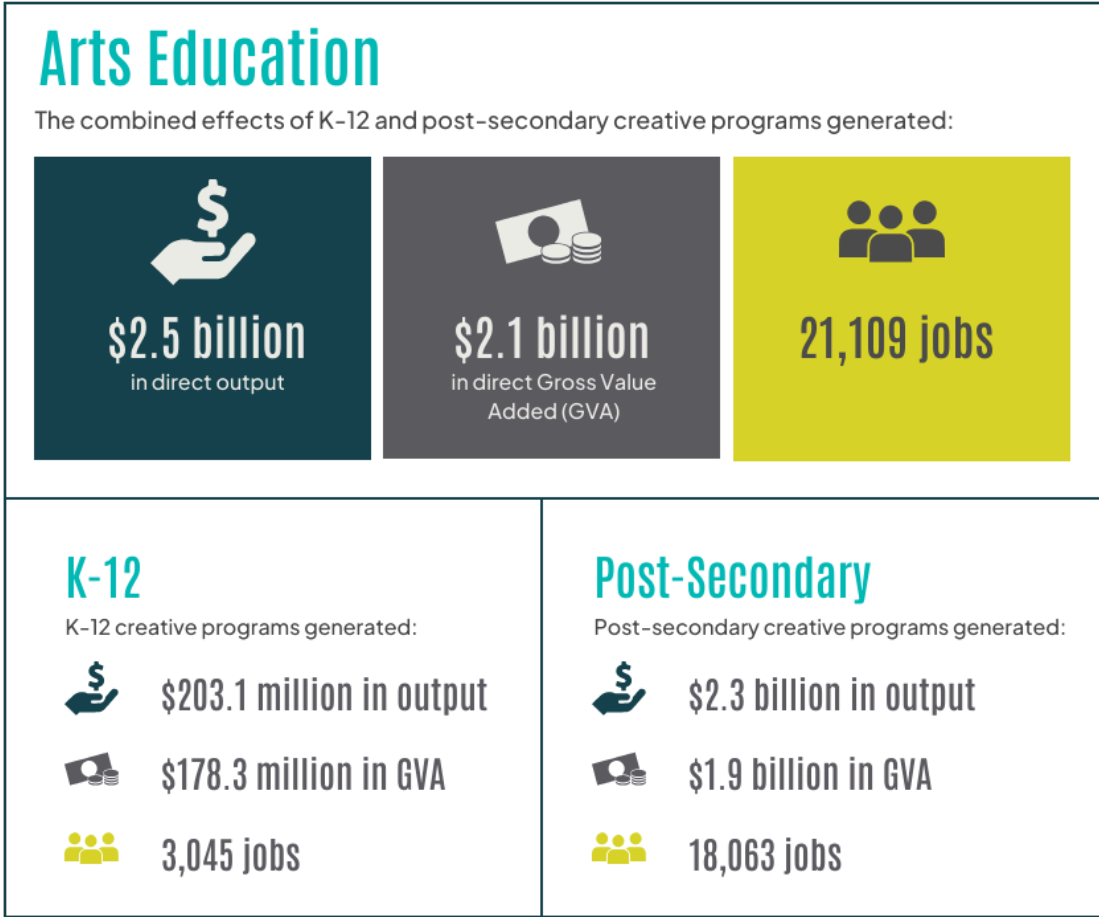 Arts Education
The combined effects of K-12 and post-secondary creative programs generated:
$2.5 billion
in direct output
$2.1 billion
in direct Gross Value
Added (GVA)
21,109 jobs
K-12
K-12 creative programs generated:
$203.1 million in output
$178.3 million in GVA
3,045 jobs
Post-Secondary
Post-secondary creative programs generated:
$2.3 billion in output
$1.9 billion in GVA
18,063 jobs